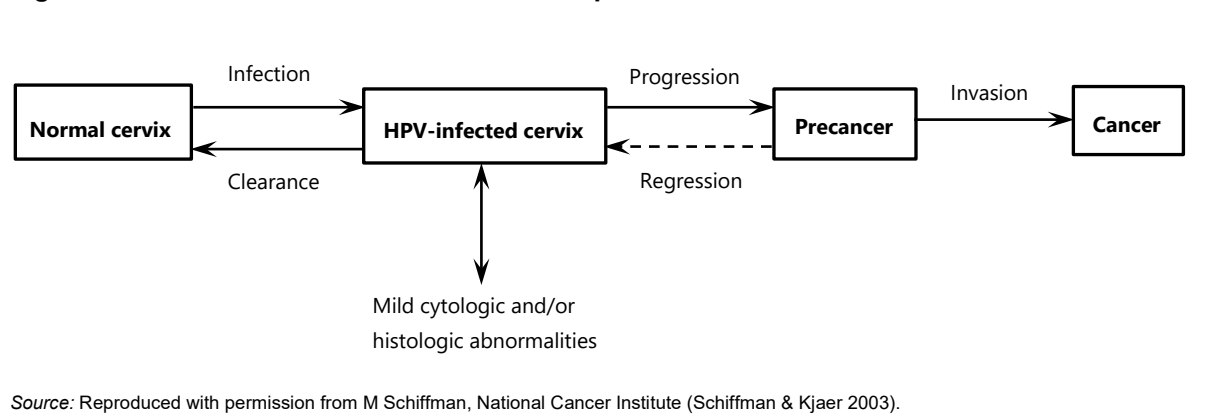 Infection
Progression
Invasion
Normal cervix
HPV-infected cervix
Precancer
Cancer
Clearance
Regression
Mild cytologic and/or
histologic abnormalities
Source: Reproduced with permission from M Schiffman, National Cancer Institute (Schiffman & Kjaer 2003).